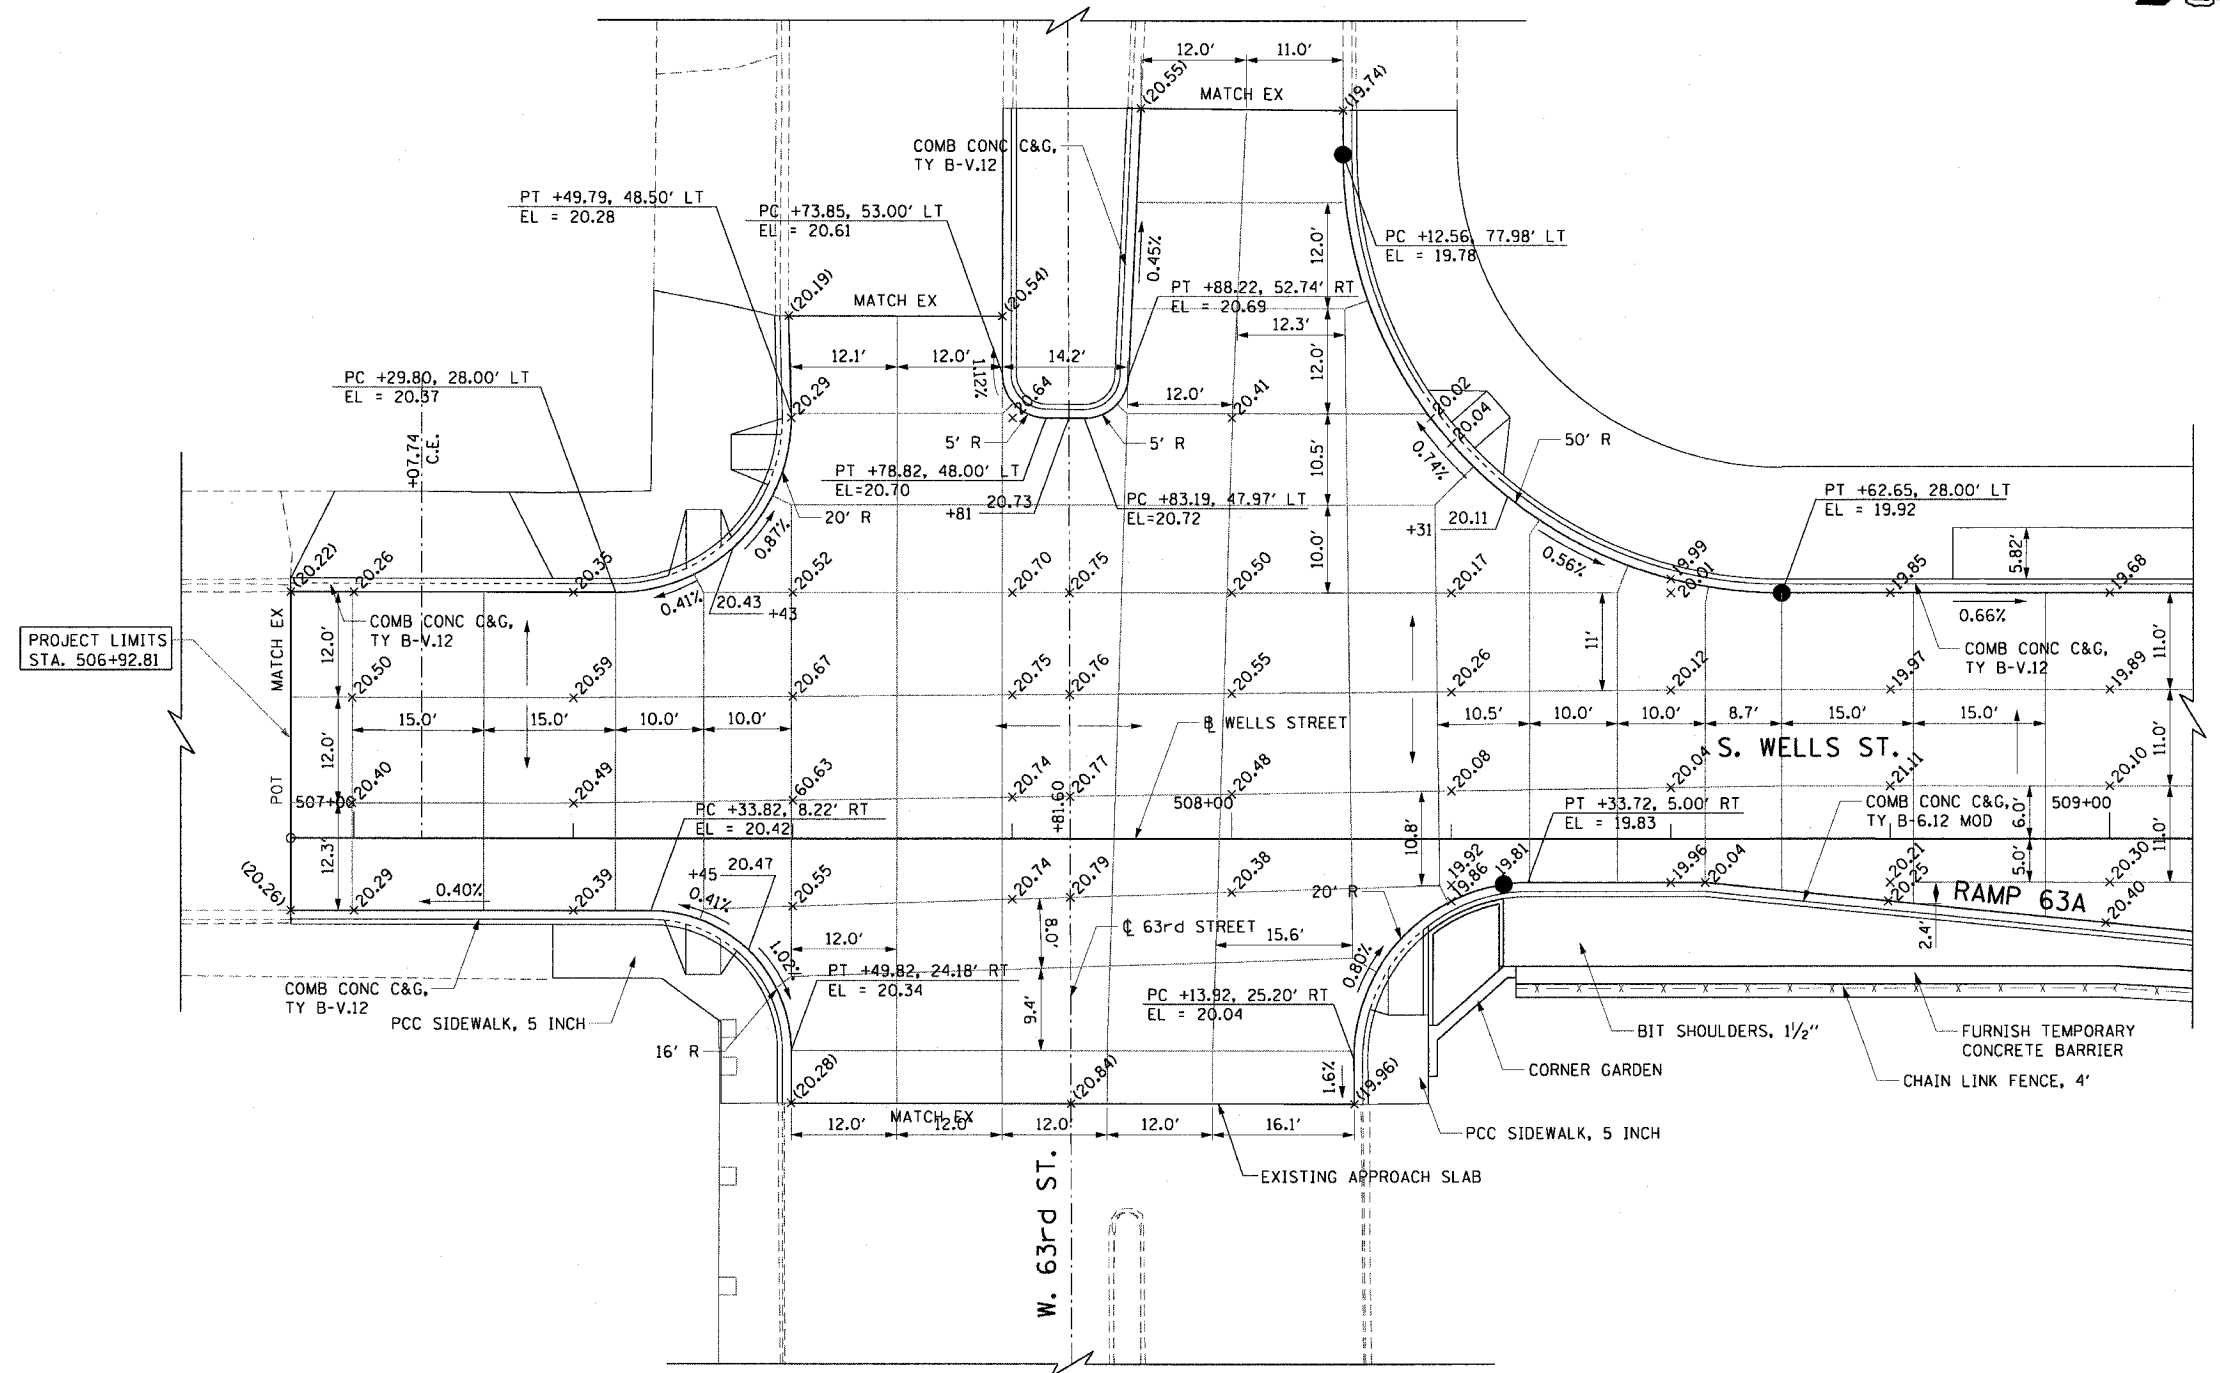 12.0'
11.0'
(20.55)
MATCH EX
(19.74)
COMB CONC C&G,
TY B-V.12
PT +49.79, 48.50' LT
EL = 20.28
PC +73.85, 53.00' LT
EL = 20.61
0.45%
12.0'
PC +12.56, 77.98' LT
EL = 19.78
(20.19)
MATCH EX
(20.54)
PT +88.22, 52.74' RT
EL = 20.69
12.3'
12.1'
12.0'
1.12%
14.2'
12.0'
PC +29.80, 28.00' LT
EL = 20.37
20.29
20.64
12.0'
20.41
20.02
20.04
+07.74
C.E.
5' R
5' R
10.5'
0.74%
50' R
PT +78.82, 48.00' LT
EL=20.70
20.73
+81
PC +83.19, 47.97' LT
EL=20.72
PT +62.65, 28.00' LT
EL = 19.92
20' R
0.87%
20.11
+31
10.0'
0.56%
5.82'
(20.22)
20.26
20.35
0.41%
20.43
+43
20.52
20.70
20.75
20.50
20.17
19.99
20.01
19.85
19.68
0.66%
MATCH EX
12.0'
COMB CONC C&G,
TY B-V.12
PROJECT LIMITS
STA. 506+92.81
11'
COMB CONC C&G,
TY B-V.12
11.0'
20.50
20.59
20.67
20.75
20.76
20.55
20.26
20.12
19.97
19.89
15.0'
15.0'
10.0'
10.0'
WELLS STREET
10.5'
10.0'
10.0'
8.7'
15.0'
15.0'
S. WELLS ST.
12.0'
11.0'
POT
507+00
20.40
20.49
60.63
20.74
20.77
20.48
20.08
20.04
21.11
20.10
PC +33.82, 8.22' RT
EL = 20.42
+81.60
508+00
PT +33.72, 5.00' RT
EL = 19.83
COMB CONC C&G,
TY B-6.12 MOD
6.0'
509+00
12.3'
10.8'
5.0'
11.0'
(20.26)
20.29
0.40%
20.39
20.47
+45
0.41%
20.55
20.74
20.79
20.38
20' R
19.92
19.86
19.81
19.96
20.04
20.21
20.25
RAMP 63A
20.30
20.40
2.4'
12.0'
1.02%
8.0'
63rd STREET
15.6'
0.80%
COMB CONC C&G,
TY B-V.12
PT +49.82, 24.18' RT
EL = 20.34
9.4'
PC +13.92, 25.20' RT
EL = 20.04
PCC SIDEWALK, 5 INCH
16' R
BIT SHOULDERS, 1½"
FURNISH TEMPORARY
CONCRETE BARRIER
CORNER GARDEN
CHAIN LINK FENCE, 4'
(20.28)
(20.84)
1.6%
(19.96)
MATCH EX
12.0'
12.0'
12.0'
12.0'
16.1'
PCC SIDEWALK, 5 INCH
EXISTING APPROACH SLAB
W. 63rd ST.